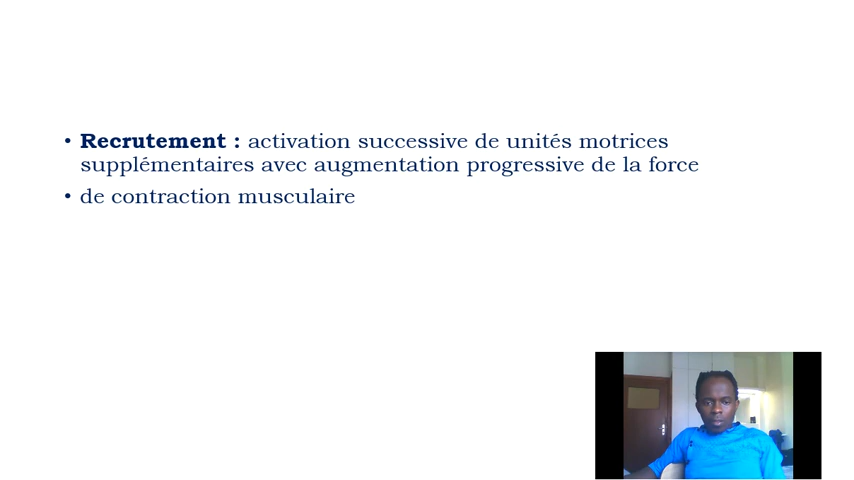 • Recrutement : activation successive de unités motrices
supplémentaires avec augmentation progressive de la force
• de contraction musculaire